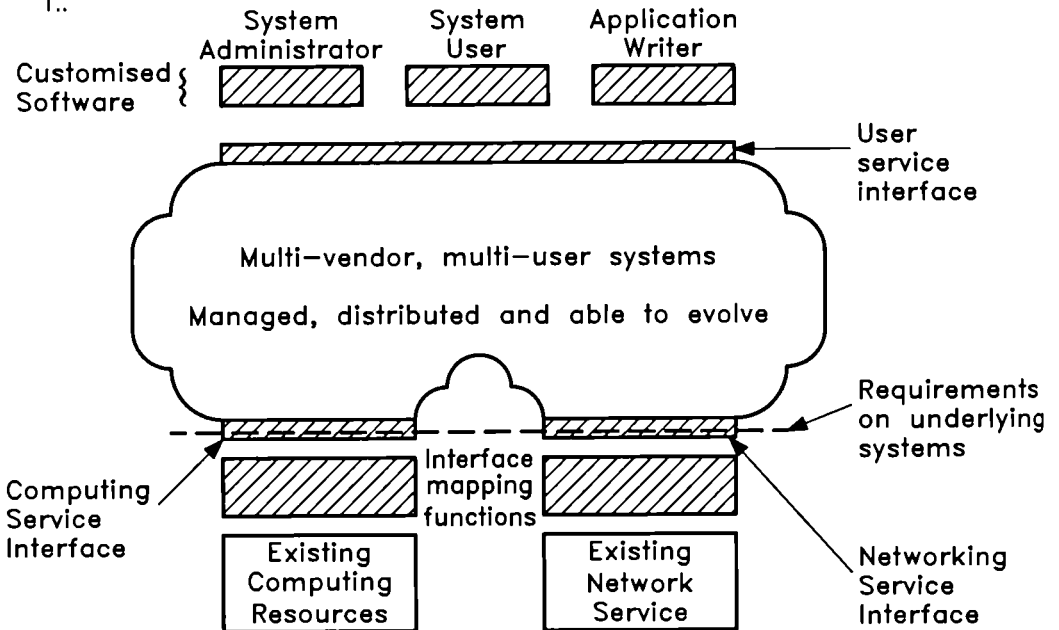 1..
System
Administrator
System
User
Application
Writer
Customised
Software
User
service
interface
Multi-vendor, multi-user systems
Managed, distributed and able to evolve
Requirements
on underlying
systems
Interface
mapping
functions
Computing
Service
Interface
Existing
Computing
Resources
Existing
Network
Service
Networking
Service
Interface